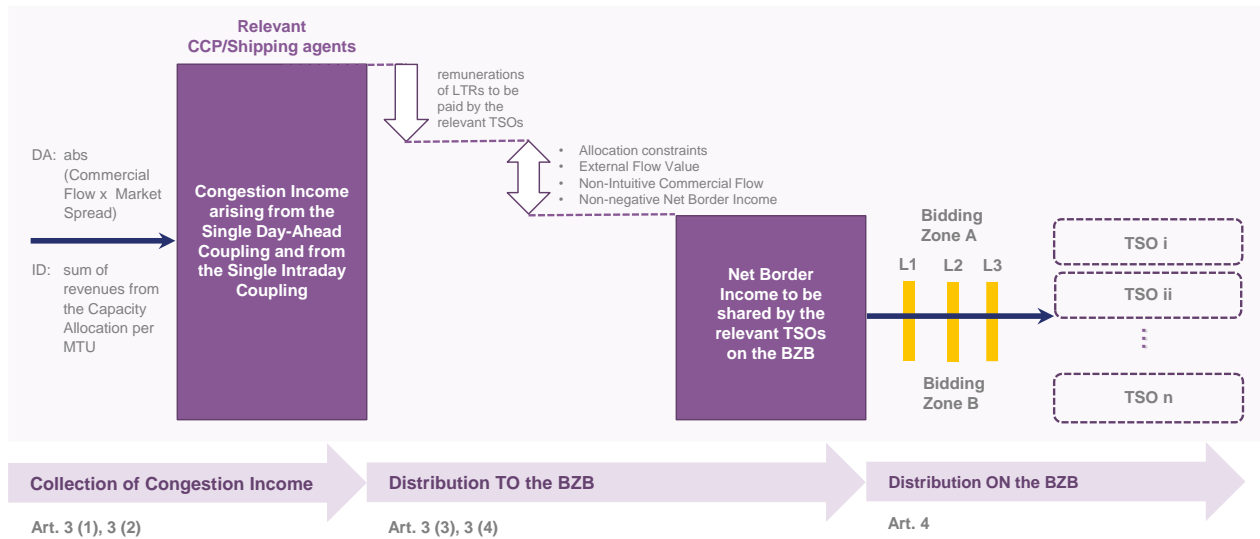 Relevant
CCP/Shipping agents
remunerations
of LTRs to be
paid by the
relevant TSOs
• Allocation constraints
• External Flow Value
• Non-Intuitive Commercial Flow
• Non-negative Net Border Income
DA: abs
(Commercial
Flow x Market
Spread)
ID: sum of
revenues from
the Capacity
Allocation per
MTU
Congestion Income
arising from the
Single Day-Ahead
Coupling and from
the Single Intraday
Coupling
Net Border
Income to be
shared by the
relevant TSOs
on the BZB
Bidding
Zone A
L1 L2 L3
Bidding
Zone B
TSO i
TSO ii
...
TSO n
Collection of Congestion Income
Distribution TO the BZB
Distribution ON the BZB
Art. 3 (1), 3 (2)
Art. 3 (3), 3 (4)
Art. 4